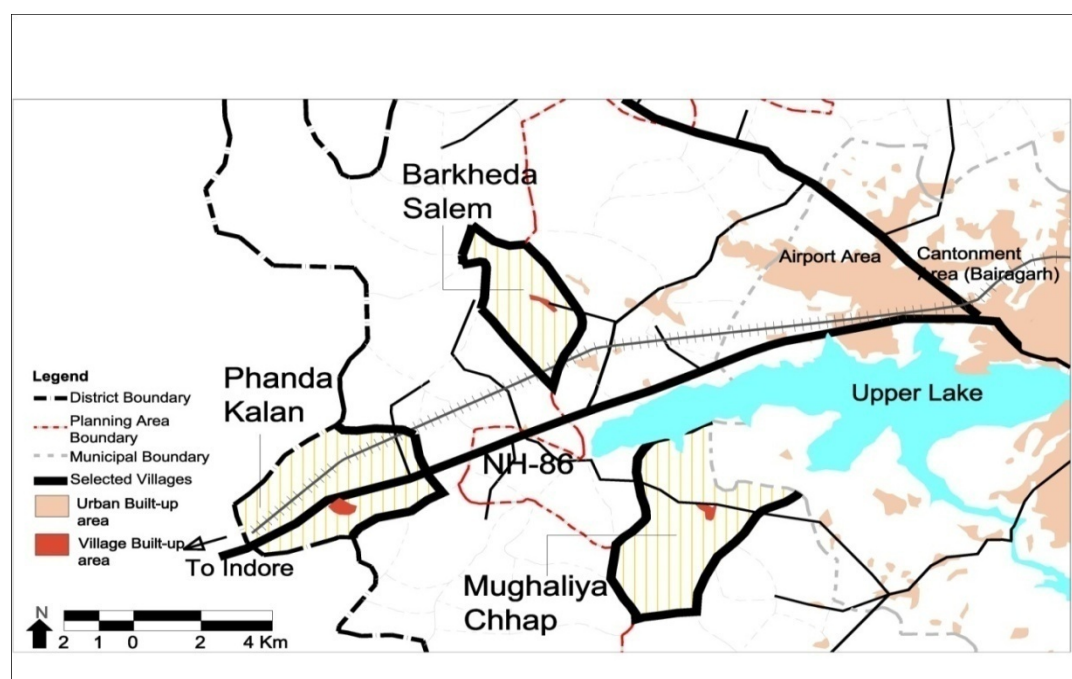 Barkheda
Salem
Airport Area
Cantonment
Area (Bairagarh)
Upper Lake
Phanda
Kalan
NH-86
To Indore
Mughaliya
Chhap
Legend
District Boundary
Planning Area
Boundary
Municipal Boundary
Selected Villages
Urban Built-up
area
Village Built-up
area
N
2 1 0 2 4 Km